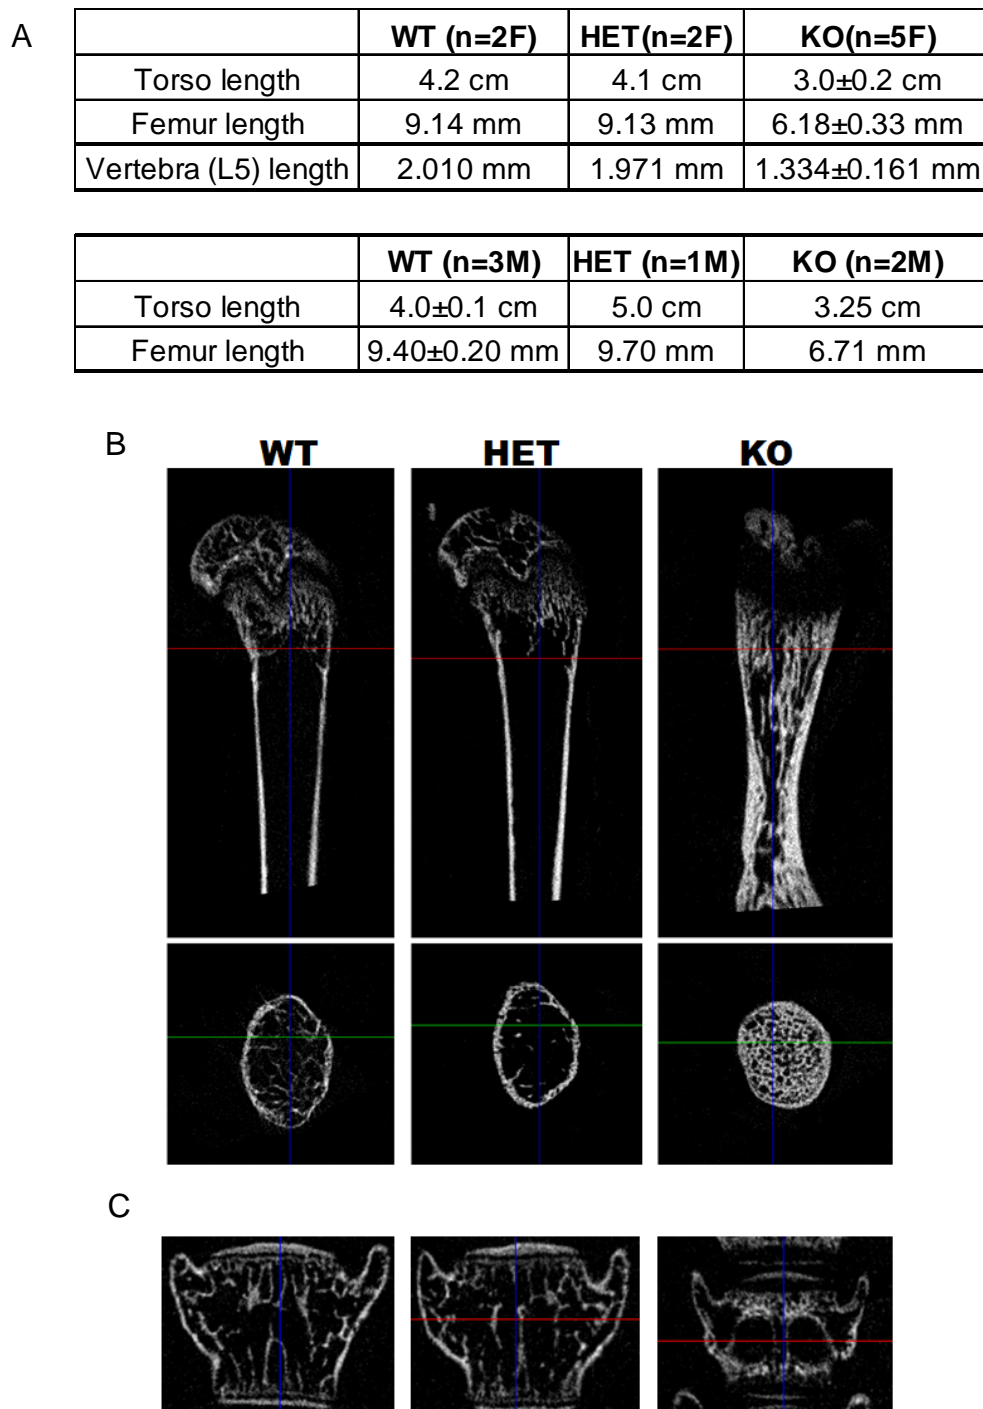 A
WT (n=2F) HET(n=2F) KO(n=5F)
Torso length 4.2 cm 4.1 cm 3.0±0.2 cm
Femur length 9.14 mm 9.13 mm 6.18±0.33 mm
Vertebra (L5) length 2.010 mm 1.971 mm 1.334±0.161 mm
WT (n=3M) HET (n=1M) KO (n=2M)
Torso length 4.0±0.1 cm 5.0 cm 3.25 cm
Femur length 9.40±0.20 mm 9.70 mm 6.71 mm
B
WT HET KO
C